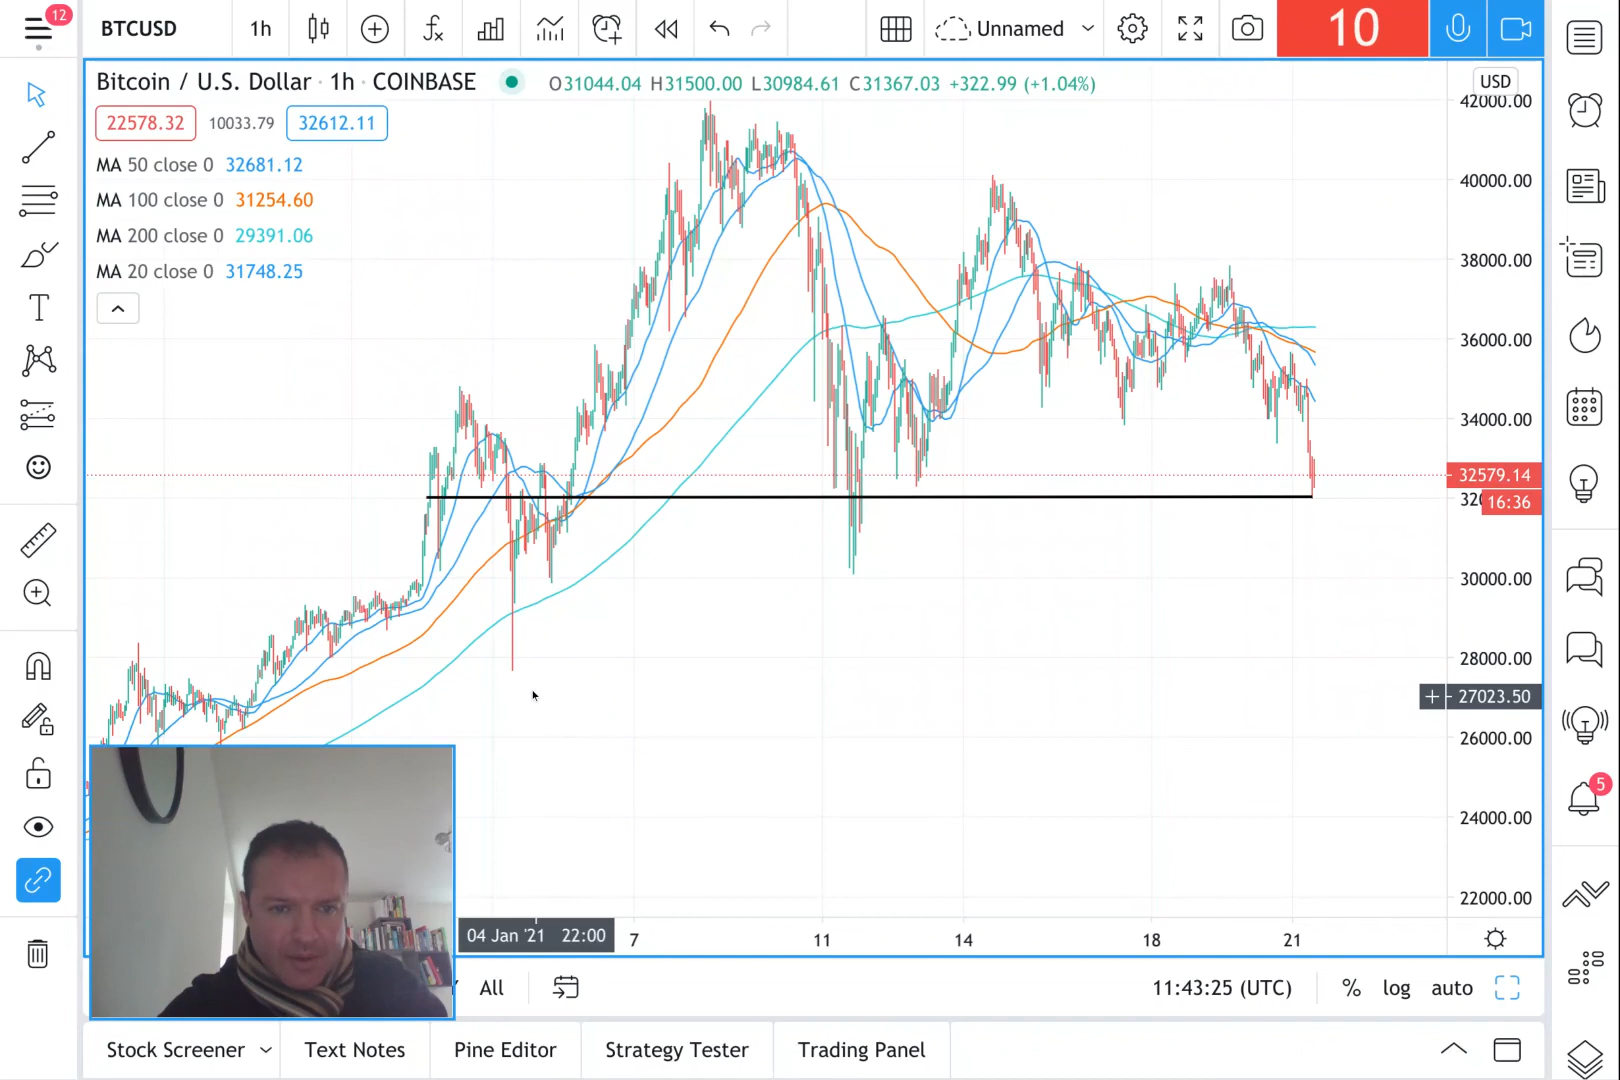 12
BTCUSD
1h
Unnamed
10
Bitcoin / U.S. Dollar · 1h · COINBASE
O31044.04 H31500.00 L30984.61 C31367.03 +322.99 (+1.04%)
USD
22578.32
10033.79
32612.11
MA 50 close 0 32681.12
MA 100 close 0 31254.60
MA 200 close 0 29391.06
MA 20 close 0 31748.25
42000.00
40000.00
38000.00
36000.00
34000.00
32579.14
16:36
30000.00
28000.00
27023.50
26000.00
24000.00
22000.00
5
04 Jan '21 22:00
7
11
14
18
21
All
11:43:25 (UTC)
%
log
auto
Stock Screener
Text Notes
Pine Editor
Strategy Tester
Trading Panel